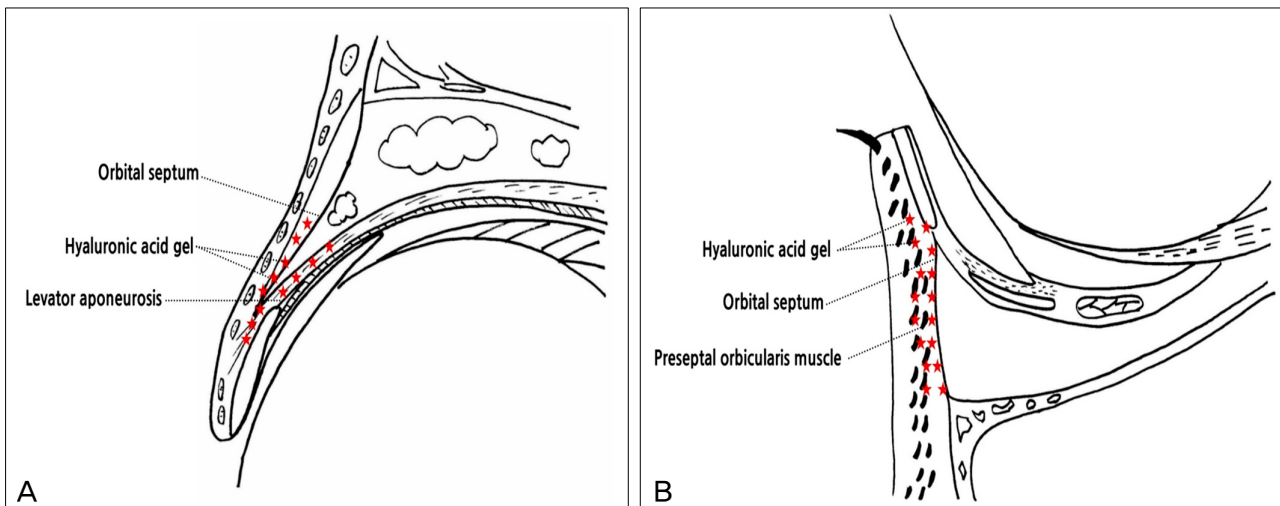 Orbital septum
Hyaluronic acid gel
Levator aponeurosis
A
Hyaluronic acid gel
Orbital septum
Preseptal orbicularis muscle
B